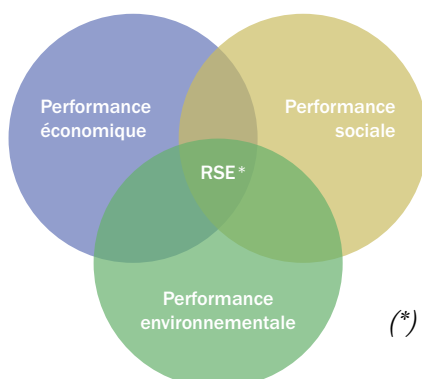 Performance
économique
Performance
sociale
RSE*
Performance
environnementale
(*)